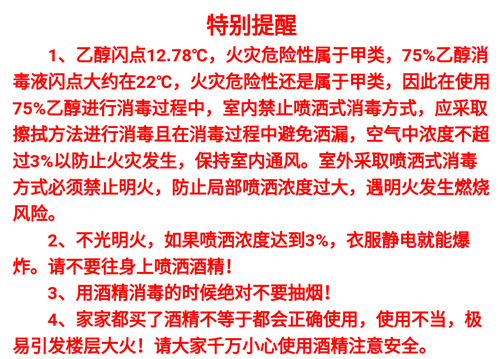 特别提醒
1、乙醇闪点12.78℃，火灾危险性属于甲类，75%乙醇消
毒液闪点大约在22℃，火灾危险性还是属于甲类，因此在使用
75%乙醇进行消毒过程中，室内禁止喷洒式消毒方式，应采取
擦拭方法进行消毒且在消毒过程中避免洒漏，空气中浓度不超
过3%以防止火灾发生，保持室内通风。室外采取喷洒式消毒
方式必须禁止明火，防止局部喷洒浓度过大，遇明火发生燃烧
风险。
2、不光明火，如果喷洒浓度达到3%，衣服静电就能爆
炸。请不要往身上喷洒酒精！
3、用酒精消毒的时候绝对不要抽烟！
4、家家都买了酒精不等于都会正确使用，使用不当，极
易引发楼层大火！请大家千万小心使用酒精注意安全。